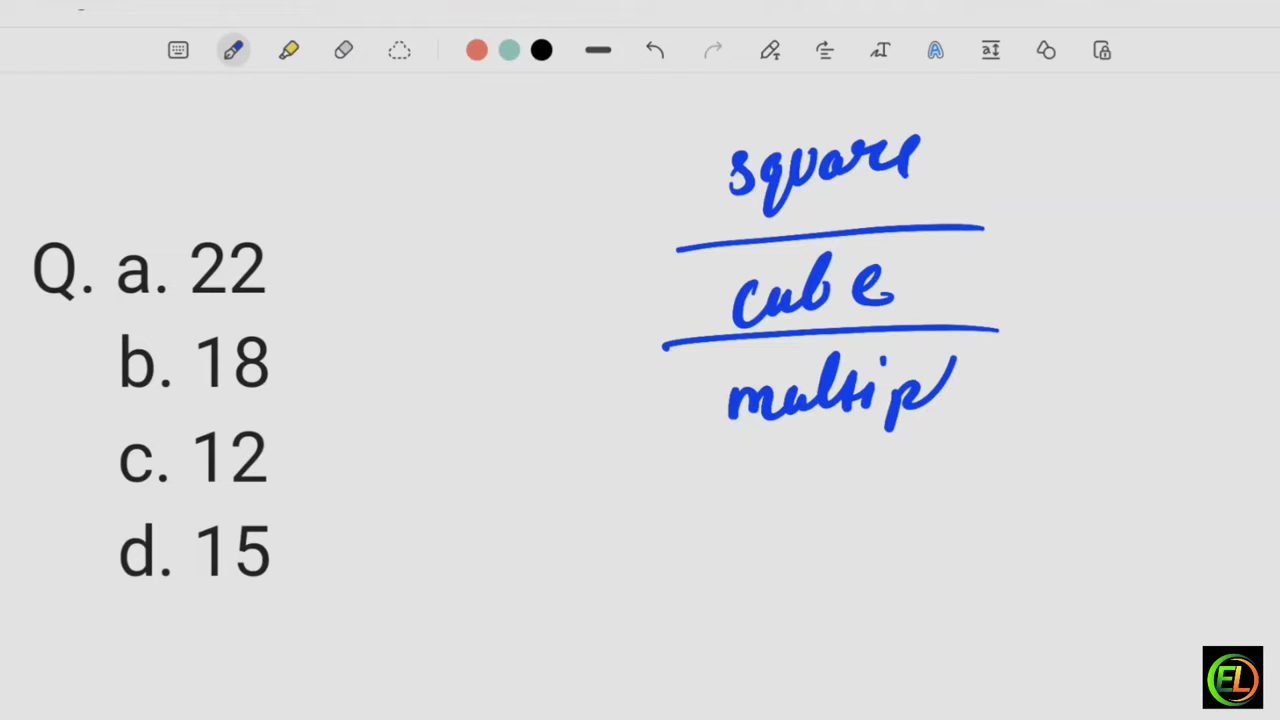 square
Q. a. 22
cube
b. 18
multip
c. 12
d. 15
EL